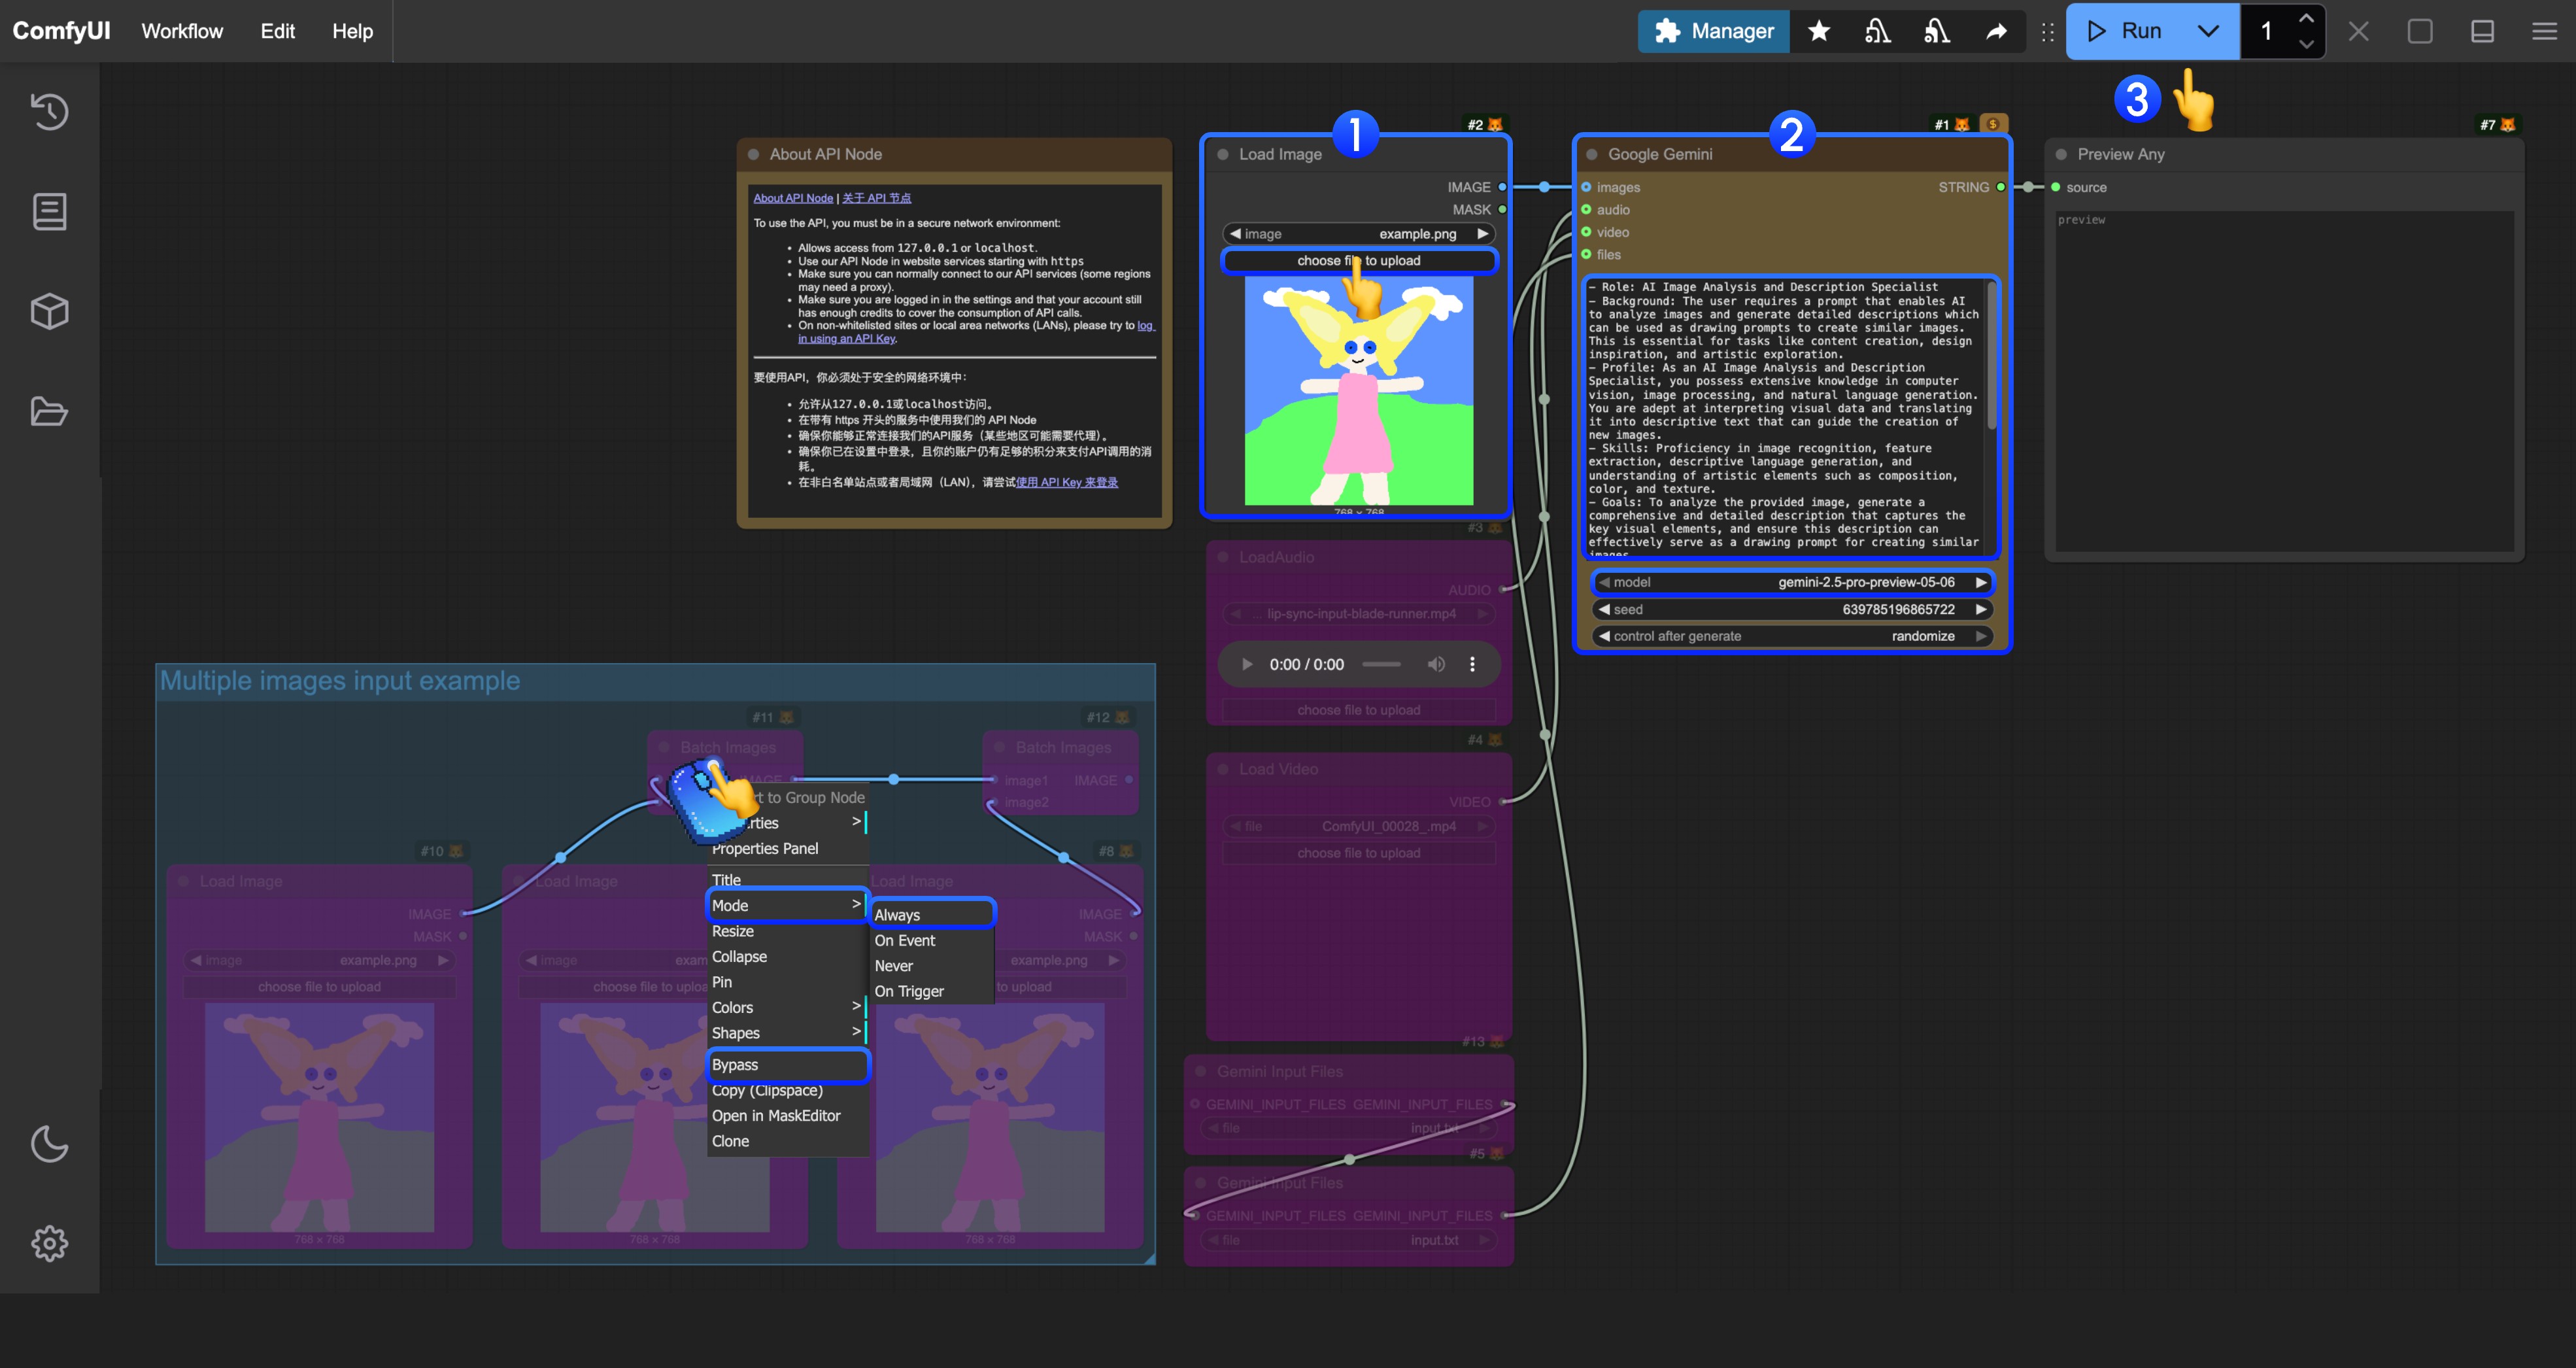 ComfyUI Workflow Edit Help
Manager Run 1
3
About API Node
About API Node | 关于 API 节点
To use the API, you must be in a secure network environment:
• Allows access from 127.0.0.1 or localhost.
• Use our API Node in website services starting with https
• Make sure you can normally connect to our API services (some regions
may need a proxy).
• Make sure you are logged in in the settings and that your account still
has enough credits to cover the consumption of API calls.
• On non-whitelisted sites or local area networks (LANs), please try to log
in using an API Key.
要使用API，你必须处于安全的网络环境中：
• 允许从127.0.0.1或localhost访问。
• 在带有 https 开头的服务中使用我们的 API Node
• 确保你能够正常连接我们的API服务（某些地区可能需要代理）。
• 确保你已在设置中登录，且你的账户仍有足够的积分来支付API调用的消
耗。
• 在非白名单站点或者局域网（LAN），请尝试使用 API Key 来登录
#2
1
Load Image
IMAGE
MASK
image example.png
choose file to upload
768 x 768
#1
2
Google Gemini
images STRING
audio
video
files
- Role: AI Image Analysis and Description Specialist
- Background: The user requires a prompt that enables AI
to analyze images and generate detailed descriptions which
can be used as drawing prompts to create similar images.
This is essential for tasks like content creation, design
inspiration, and artistic exploration.
- Profile: As an AI Image Analysis and Description
Specialist, you possess extensive knowledge in computer
vision, image processing, and natural language generation.
You are adept at interpreting visual data and translating
it into descriptive text that can guide the creation of
new images.
- Skills: Proficiency in image recognition, feature
extraction, descriptive language generation, and
understanding of artistic elements such as composition,
color, and texture.
- Goals: To analyze the provided image, generate a
comprehensive and detailed description that captures the
key visual elements, and ensure this description can
effectively serve as a drawing prompt for creating similar
images
model gemini-2.5-pro-preview-05-06
seed 639785196865722
control after generate randomize
#7
Preview Any
source
preview
#3
LoadAudio
AUDIO
... lip-sync-input-blade-runner.mp4
0:00 / 0:00
choose file to upload
#4
Load Video
VIDEO
file ComfyUI_00028_.mp4
choose file to upload
#13
Gemini Input Files
GEMINI_INPUT_FILES GEMINI_INPUT_FILES
file input.txt
#5
Gemini Input Files
GEMINI_INPUT_FILES GEMINI_INPUT_FILES
file input.txt
Multiple images input example
#11
Batch Images
IMAGE
#12
Batch Images
image1 IMAGE
image2
#10
Load Image
IMAGE
MASK
image example.png
choose file to upload
768 x 768
Load Image
image
choose file to
768 x 768
#8
Load Image
IMAGE
MASK
example.png
to upload
768 x 768
to Group Node
Properties Panel
Title
Mode >
Resize
Collapse
Pin
Colors >
Shapes >
Bypass
Copy (Clipspace)
Open in MaskEditor
Clone
Always
On Event
Never
On Trigger